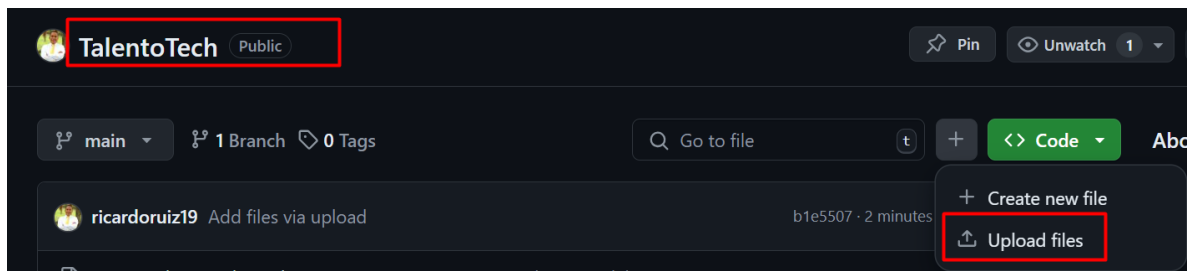 TalentoTech Public
Pin Unwatch 1
main 1 Branch 0 Tags Go to file t + Code Abo
+ Create new file
ricardoruiz19 Add files via upload b1e5507 · 2 minutes
Upload files